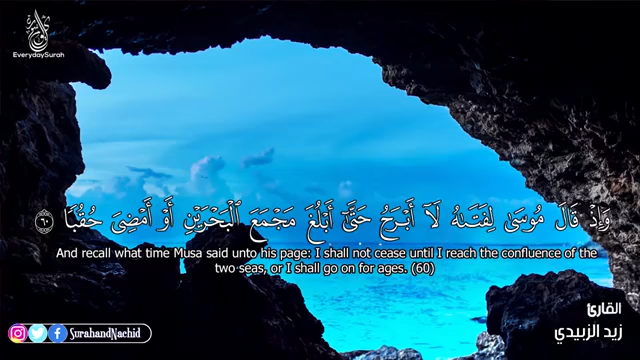 EverydaySurah
وَإِذْ قَالَ مُوسَىٰ لِفَتَىٰهُ لَآ أَبْرَحُ حَتَّىٰٓ أَبْلُغَ مَجْمَعَ ٱلْبَحْرَيْنِ أَوْ أَمْضِىَ حُقُبًا ٦٠
And recall what time Musa said unto his page: I shall not cease until I reach the confluence of the
two seas, or I shall go on for ages. (60)
القارئ
زيد الزبيدي
SurahandNachid